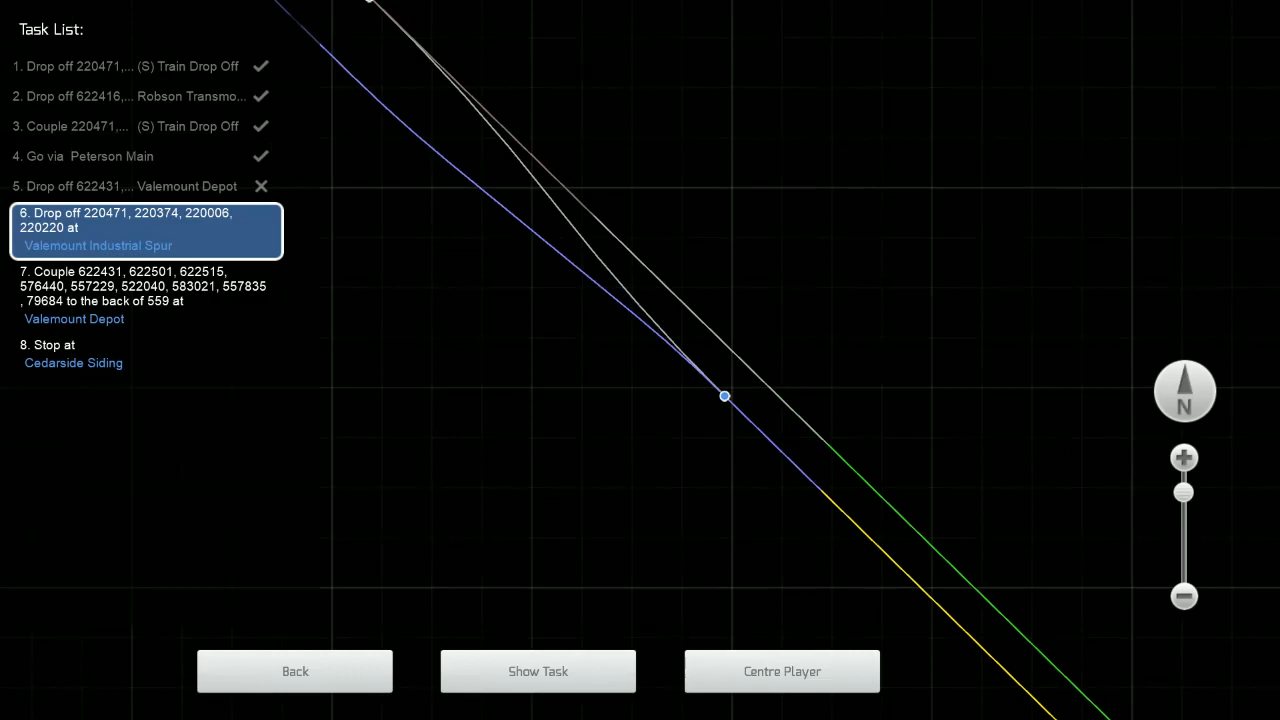 Task List:
1. Drop off 220471,... (S) Train Drop Off
2. Drop off 622416,... Robson Transmo...
3. Couple 220471,... (S) Train Drop Off
4. Go via Peterson Main
5. Drop off 622431,... Valemount Depot
6. Drop off 220471, 220374, 220006,
220220 at
Valemount Industrial Spur
7. Couple 622431, 622501, 622515,
576440, 557229, 522040, 583021, 557835
, 79684 to the back of 559 at
Valemount Depot
8. Stop at
Cedarside Siding
N
Back
Show Task
Centre Player